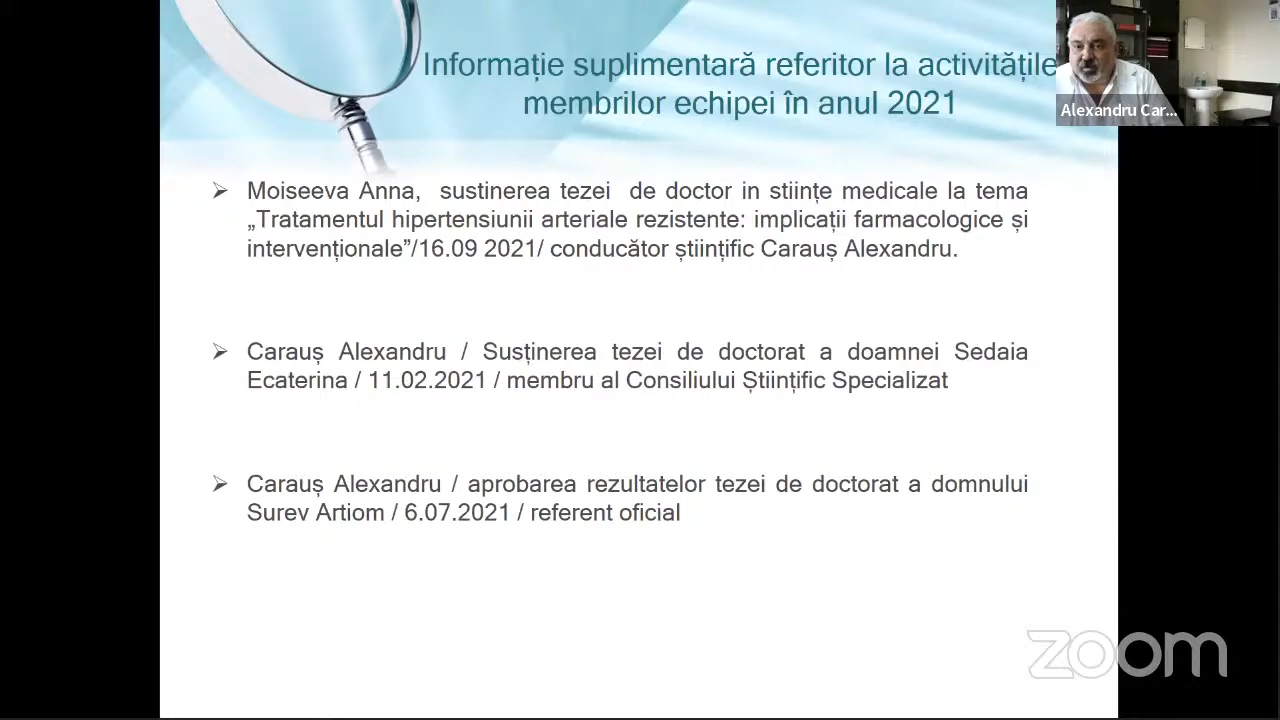 Informație suplimentară referitor la activitățile
membrilor echipei în anul 2021
Alexandru Car...
Moiseeva Anna, sustinerea tezei de doctor in stiințe medicale la tema
„Tratamentul hipertensiunii arteriale rezistente: implicații farmacologice și
intervenționale”/16.09 2021/ conducător științific Carauș Alexandru.
Carauș Alexandru / Susținerea tezei de doctorat a doamnei Sedaia
Ecaterina / 11.02.2021 / membru al Consiliului Științific Specializat
Carauș Alexandru / aprobarea rezultatelor tezei de doctorat a domnului
Surev Artiom / 6.07.2021 / referent oficial
zoom